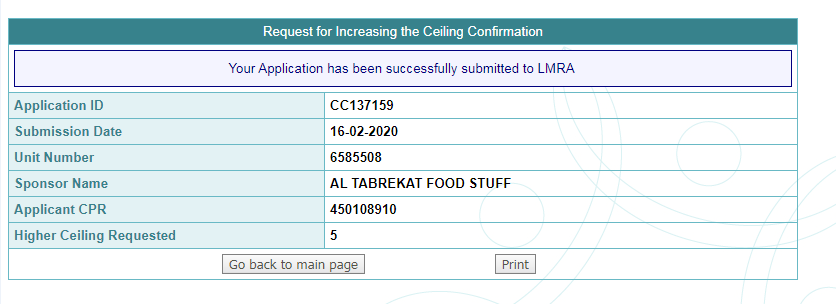 Request for Increasing the Ceiling Confirmation
Your Application has been successfully submitted to LMRA
Application ID CC137159
Submission Date 16-02-2020
Unit Number 6585508
Sponsor Name AL TABREKAT FOOD STUFF
Applicant CPR 450108910
Higher Ceiling Requested 5
Go back to main page Print